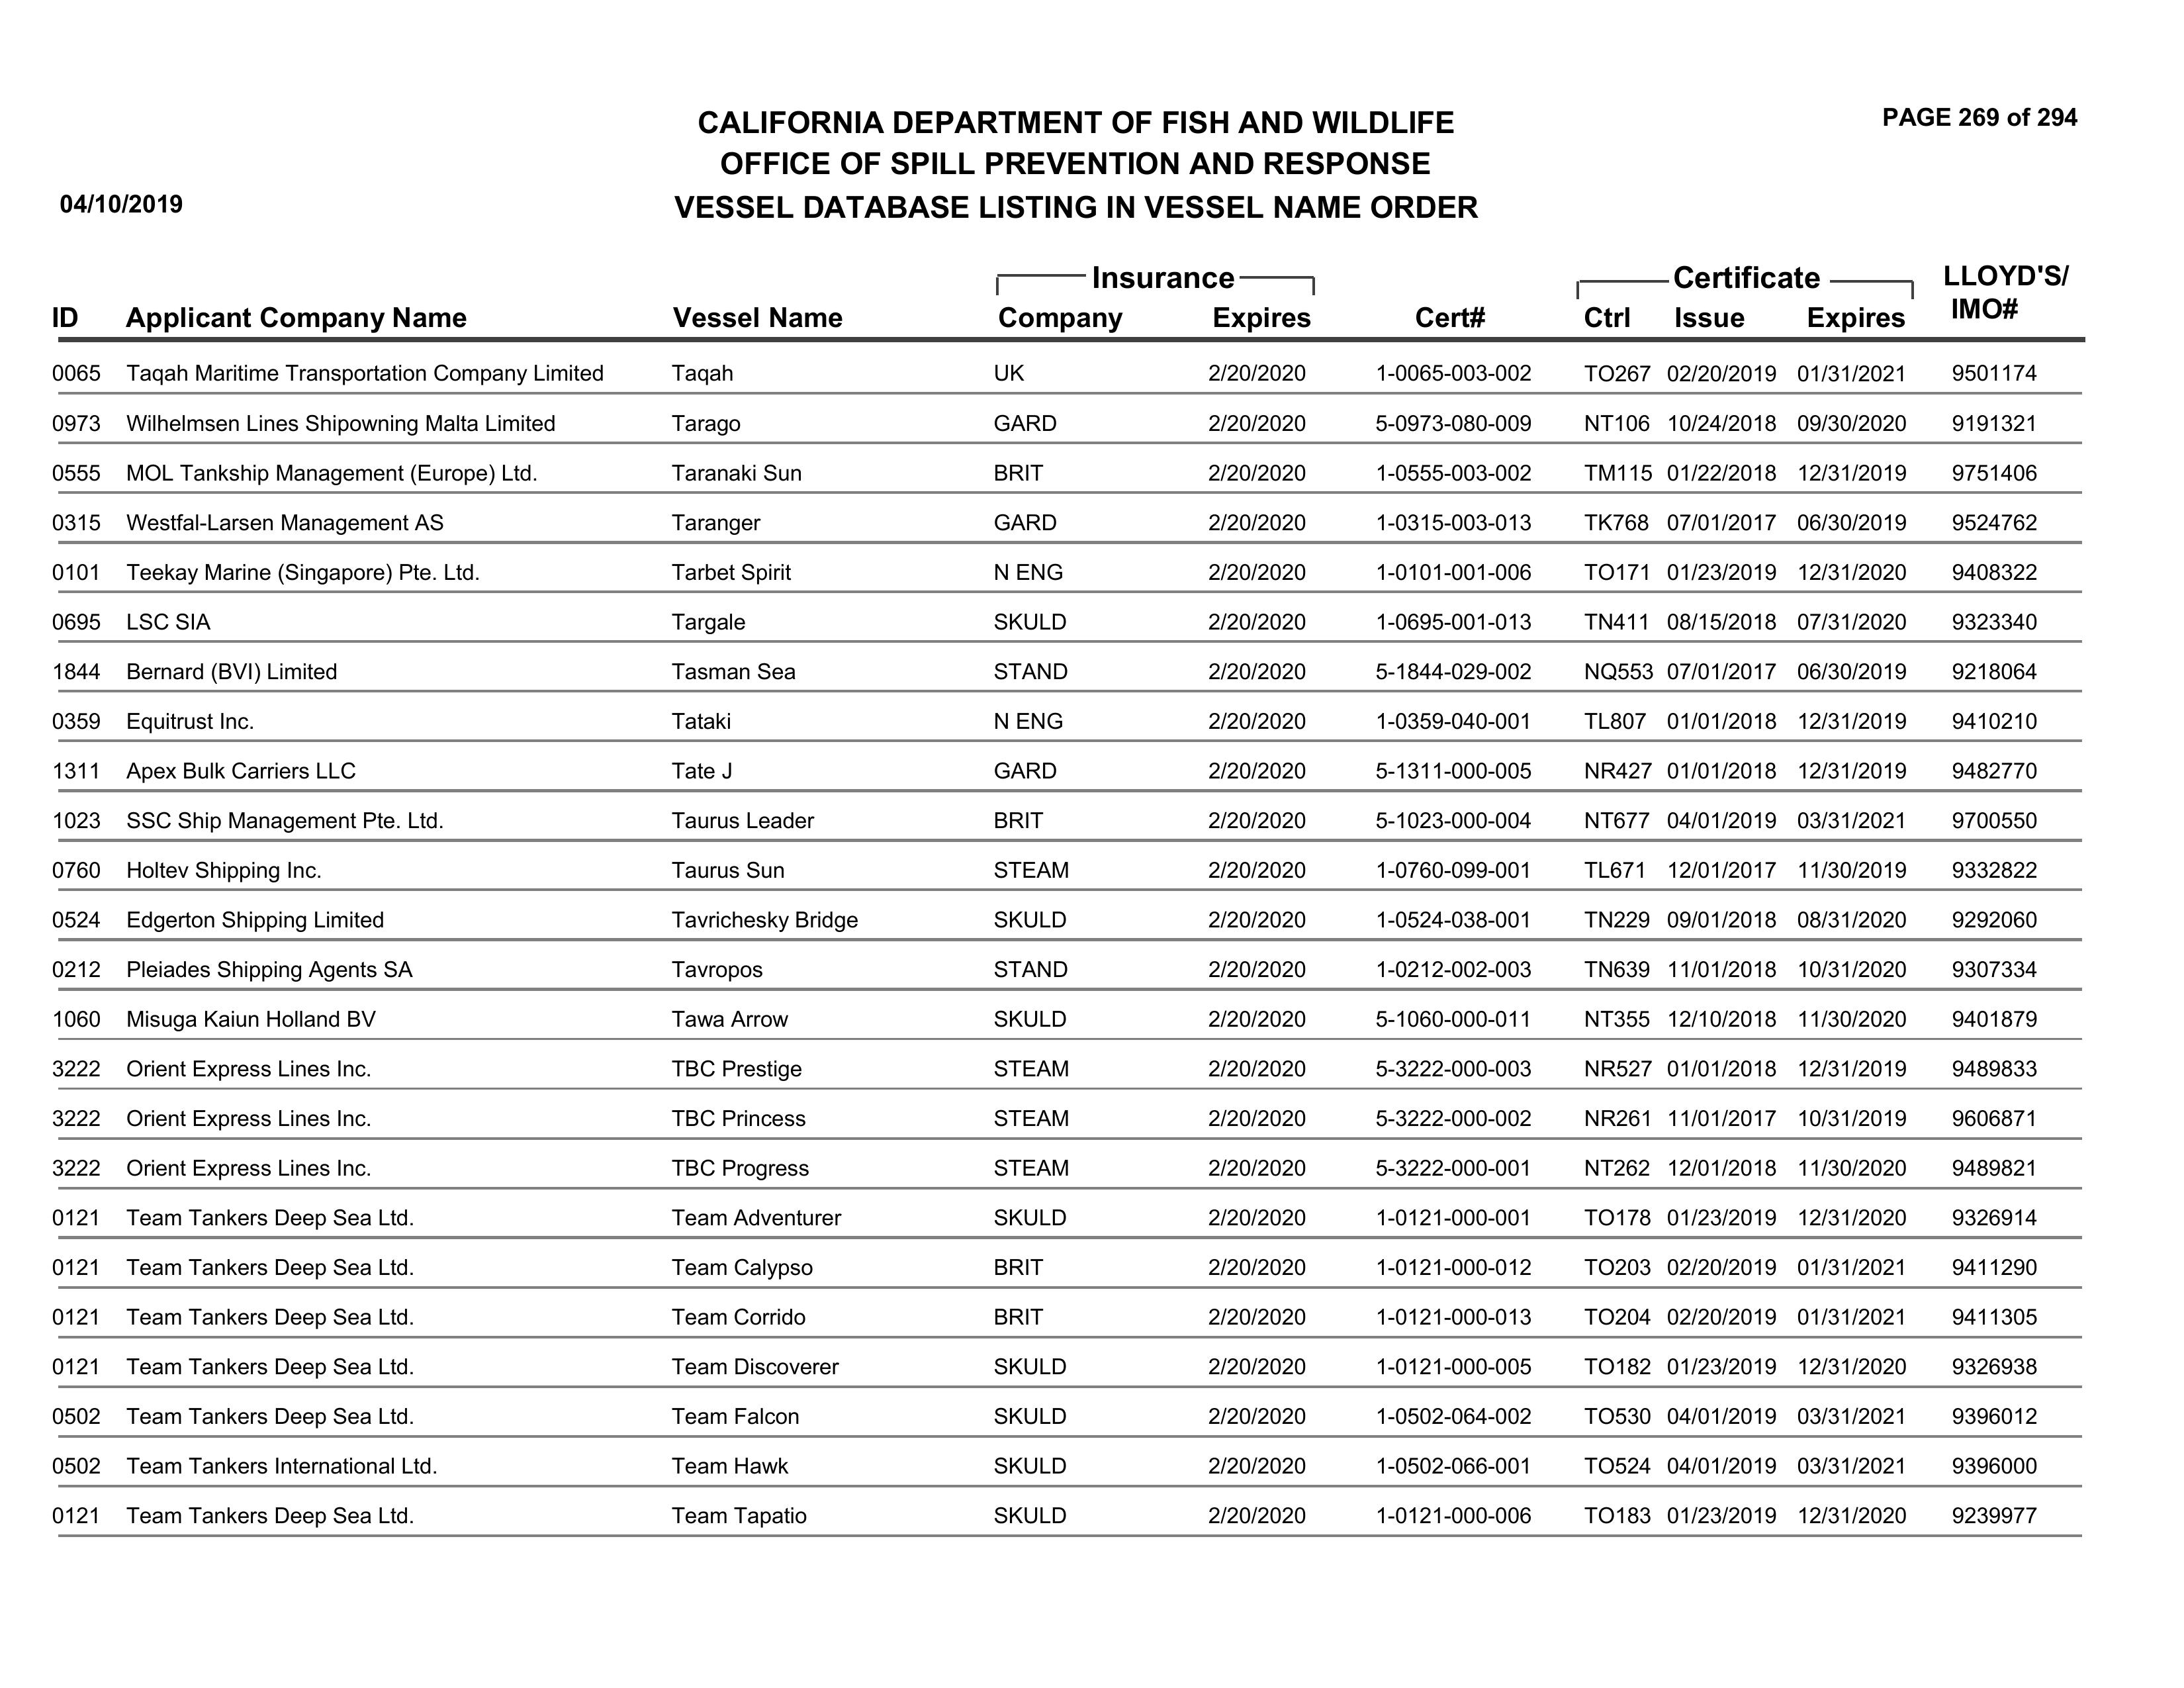 PAGE 269 of 294
CALIFORNIA DEPARTMENT OF FISH AND WILDLIFE
OFFICE OF SPILL PREVENTION AND RESPONSE
04/10/2019 VESSEL DATABASE LISTING IN VESSEL NAME ORDER
Insurance Certificate LLOYD'S/
ID Applicant Company Name Vessel Name Company Expires Cert# Ctrl Issue Expires IMO#
0065 Taqah Maritime Transportation Company Limited Taqah UK 2/20/2020 1-0065-003-002 TO267 02/20/2019 01/31/2021 9501174
0973 Wilhelmsen Lines Shipowning Malta Limited Tarago GARD 2/20/2020 5-0973-080-009 NT106 10/24/2018 09/30/2020 9191321
0555 MOL Tankship Management (Europe) Ltd. Taranaki Sun BRIT 2/20/2020 1-0555-003-002 TM115 01/22/2018 12/31/2019 9751406
0315 Westfal-Larsen Management AS Taranger GARD 2/20/2020 1-0315-003-013 TK768 07/01/2017 06/30/2019 9524762
0101 Teekay Marine (Singapore) Pte. Ltd. Tarbet Spirit N ENG 2/20/2020 1-0101-001-006 TO171 01/23/2019 12/31/2020 9408322
0695 LSC SIA Targale SKULD 2/20/2020 1-0695-001-013 TN411 08/15/2018 07/31/2020 9323340
1844 Bernard (BVI) Limited Tasman Sea STAND 2/20/2020 5-1844-029-002 NQ553 07/01/2017 06/30/2019 9218064
0359 Equitrust Inc. Tataki N ENG 2/20/2020 1-0359-040-001 TL807 01/01/2018 12/31/2019 9410210
1311 Apex Bulk Carriers LLC Tate J GARD 2/20/2020 5-1311-000-005 NR427 01/01/2018 12/31/2019 9482770
1023 SSC Ship Management Pte. Ltd. Taurus Leader BRIT 2/20/2020 5-1023-000-004 NT677 04/01/2019 03/31/2021 9700550
0760 Holtev Shipping Inc. Taurus Sun STEAM 2/20/2020 1-0760-099-001 TL671 12/01/2017 11/30/2019 9332822
0524 Edgerton Shipping Limited Tavrichesky Bridge SKULD 2/20/2020 1-0524-038-001 TN229 09/01/2018 08/31/2020 9292060
0212 Pleiades Shipping Agents SA Tavropos STAND 2/20/2020 1-0212-002-003 TN639 11/01/2018 10/31/2020 9307334
1060 Misuga Kaiun Holland BV Tawa Arrow SKULD 2/20/2020 5-1060-000-011 NT355 12/10/2018 11/30/2020 9401879
3222 Orient Express Lines Inc. TBC Prestige STEAM 2/20/2020 5-3222-000-003 NR527 01/01/2018 12/31/2019 9489833
3222 Orient Express Lines Inc. TBC Princess STEAM 2/20/2020 5-3222-000-002 NR261 11/01/2017 10/31/2019 9606871
3222 Orient Express Lines Inc. TBC Progress STEAM 2/20/2020 5-3222-000-001 NT262 12/01/2018 11/30/2020 9489821
0121 Team Tankers Deep Sea Ltd. Team Adventurer SKULD 2/20/2020 1-0121-000-001 TO178 01/23/2019 12/31/2020 9326914
0121 Team Tankers Deep Sea Ltd. Team Calypso BRIT 2/20/2020 1-0121-000-012 TO203 02/20/2019 01/31/2021 9411290
0121 Team Tankers Deep Sea Ltd. Team Corrido BRIT 2/20/2020 1-0121-000-013 TO204 02/20/2019 01/31/2021 9411305
0121 Team Tankers Deep Sea Ltd. Team Discoverer SKULD 2/20/2020 1-0121-000-005 TO182 01/23/2019 12/31/2020 9326938
0502 Team Tankers Deep Sea Ltd. Team Falcon SKULD 2/20/2020 1-0502-064-002 TO530 04/01/2019 03/31/2021 9396012
0502 Team Tankers International Ltd. Team Hawk SKULD 2/20/2020 1-0502-066-001 TO524 04/01/2019 03/31/2021 9396000
0121 Team Tankers Deep Sea Ltd. Team Tapatio SKULD 2/20/2020 1-0121-000-006 TO183 01/23/2019 12/31/2020 9239977